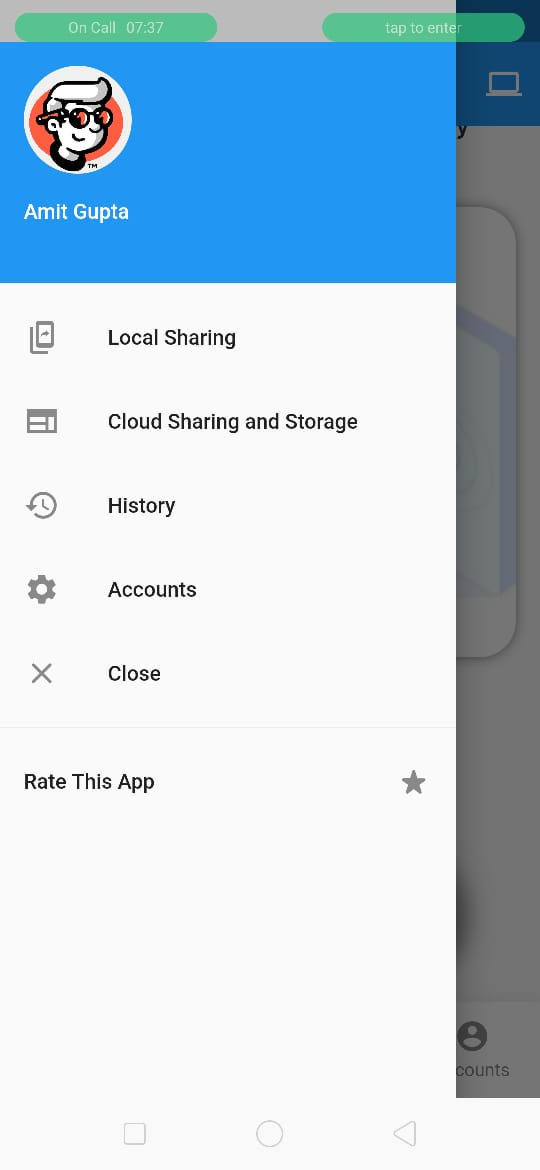 On Call 07:37
tap to enter
TM
Amit Gupta
y
Local Sharing
Cloud Sharing and Storage
History
Accounts
Close
Rate This App
counts